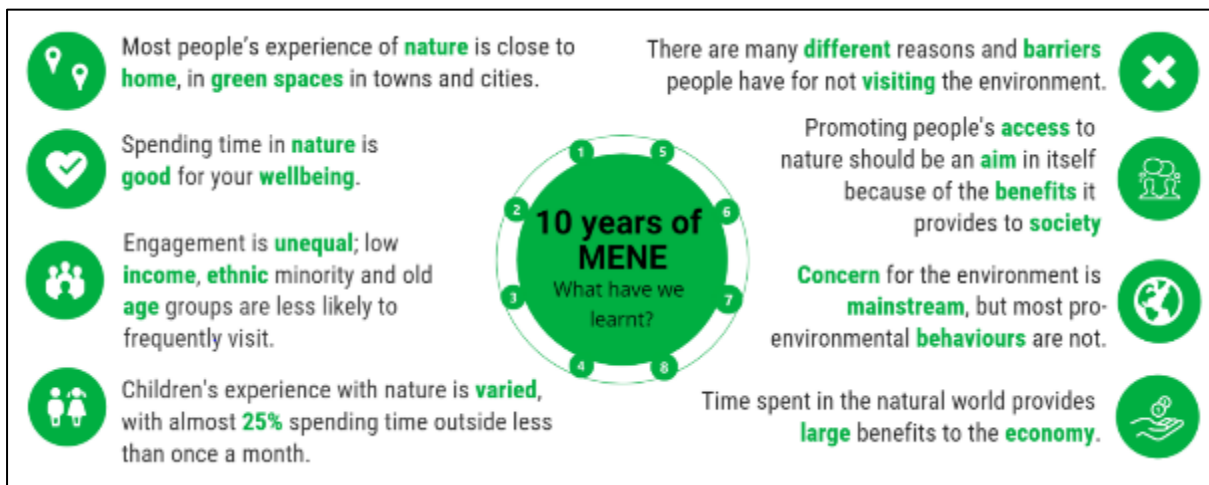 Most people's experience of nature is close to
home, in green spaces in towns and cities.
Spending time in nature is
good for your wellbeing.
Engagement is unequal; low
income, ethnic minority and old
age groups are less likely to
frequently visit.
Children's experience with nature is varied,
with almost 25% spending time outside less
than once a month.
1
2
3
4
5
6
7
8
10 years of
MENE
What have we
learnt?
There are many different reasons and barriers
people have for not visiting the environment.
Promoting people's access to
nature should be an aim in itself
because of the benefits it
provides to society
Concern for the environment is
mainstream, but most pro-
environmental behaviours are not.
Time spent in the natural world provides
large benefits to the economy.